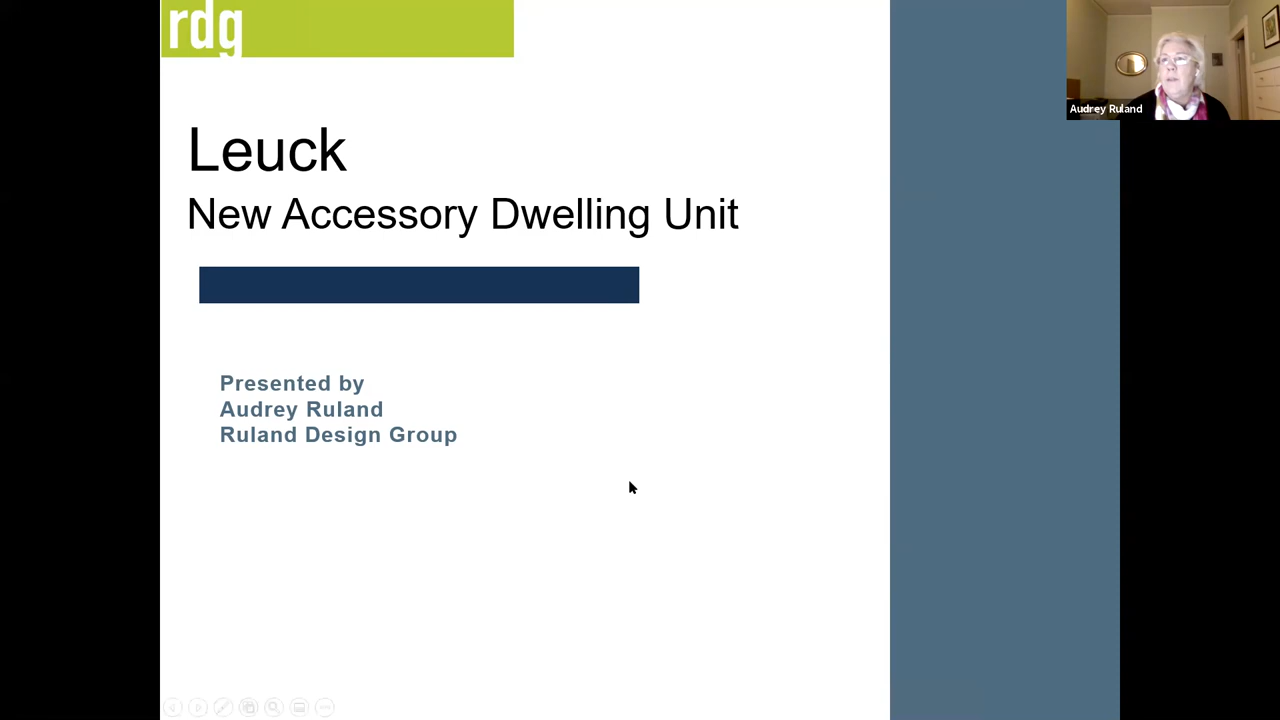 rdg
Leuck
New Accessory Dwelling Unit
Presented by
Audrey Ruland
Ruland Design Group
Audrey Ruland